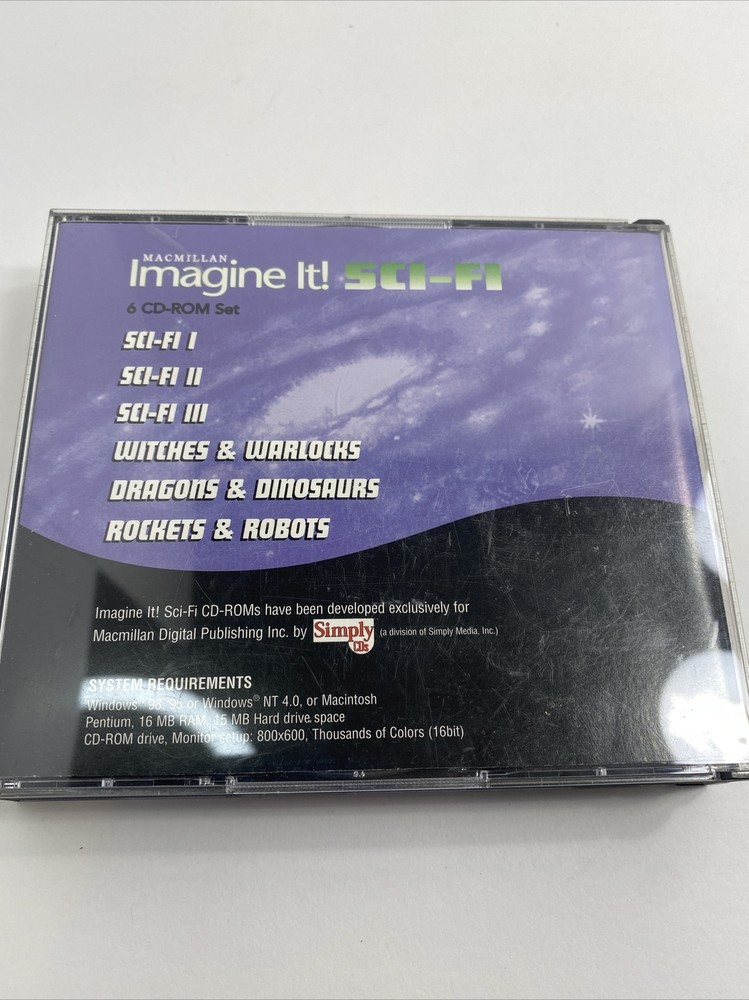 MACMILLAN
Imagine It! SCI-FI
6 CD-ROM Set
SCI-FI I
SCI-FI II
SCI-FI III
WITCHES & WARLOCKS
DRAGONS & DINOSAURS
ROCKETS & ROBOTS
Imagine It! Sci-Fi CD-ROMs have been developed exclusively for
Macmillan Digital Publishing Inc. by Simply CDs (a division of Simply Media, Inc.)
SYSTEM REQUIREMENTS
Windows® 98, 95 or Windows® NT 4.0, or Macintosh
Pentium, 16 MB RAM, 15 MB Hard drive space
CD-ROM drive, Monitor setup: 800x600, Thousands of Colors (16bit)